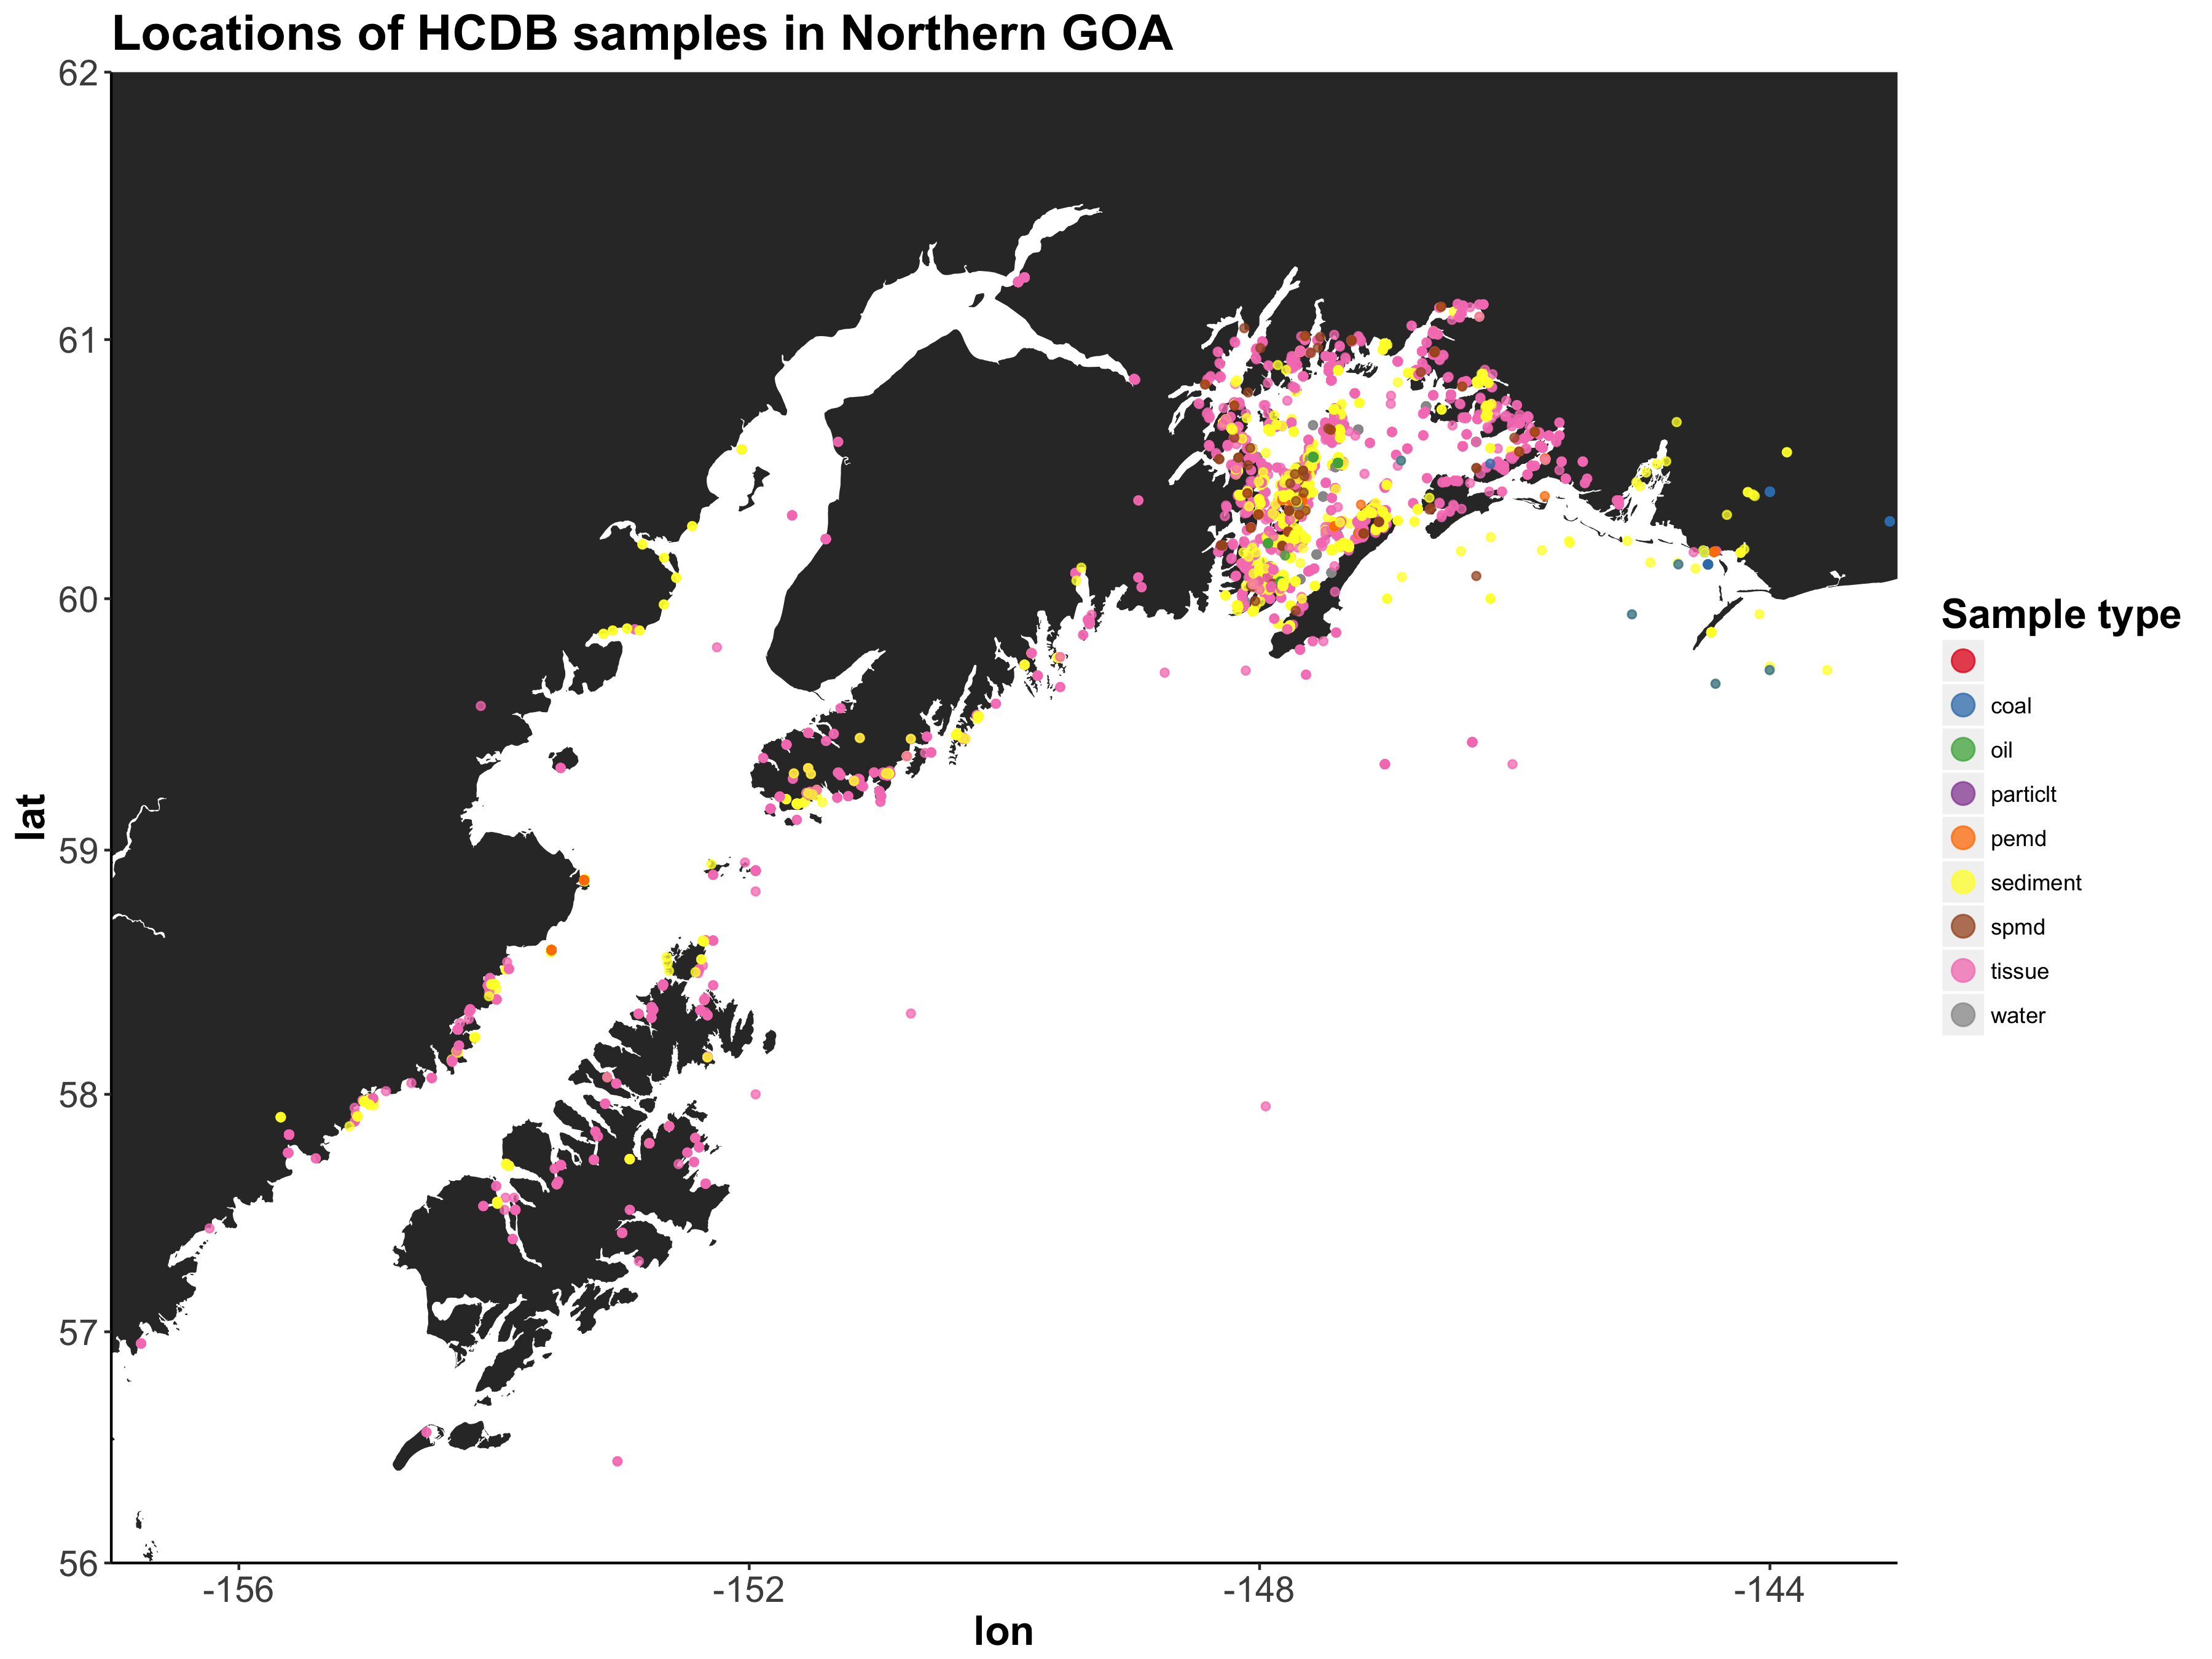 Locations of HCDB samples in Northern GOA
62
61
60
59
58
57
56
lat
-156
-152
-148
-144
lon
Sample type
coal
oil
particlt
pemd
sediment
spmd
tissue
water